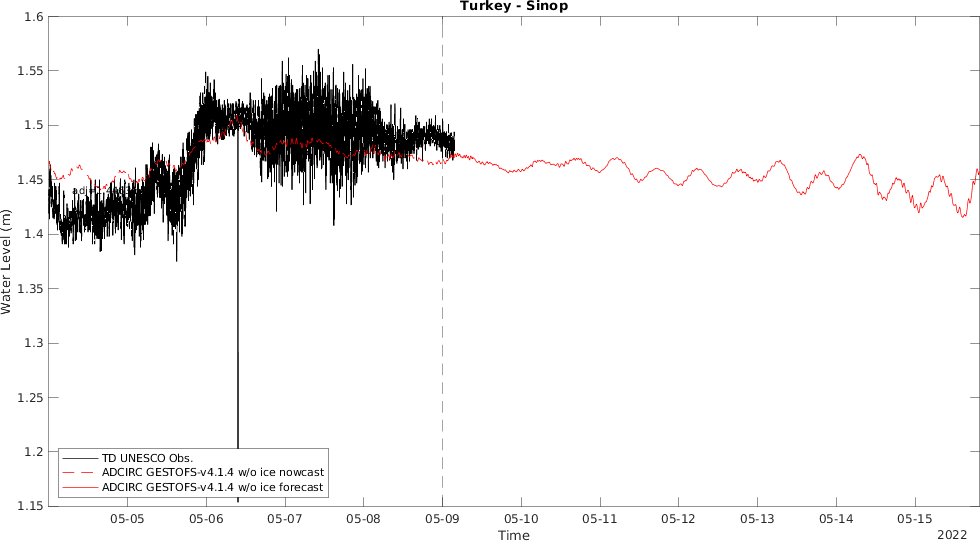 Turkey - Sinop
1.6
1.55
1.5
1.45
1.4
1.35
1.3
1.25
1.2
1.15
Water Level (m)
TD UNESCO Obs.
ADCIRC GESTOFS-v4.1.4 w/o ice nowcast
ADCIRC GESTOFS-v4.1.4 w/o ice forecast
05-05 05-06 05-07 05-08 05-09 05-10 05-11 05-12 05-13 05-14 05-15
Time
2022